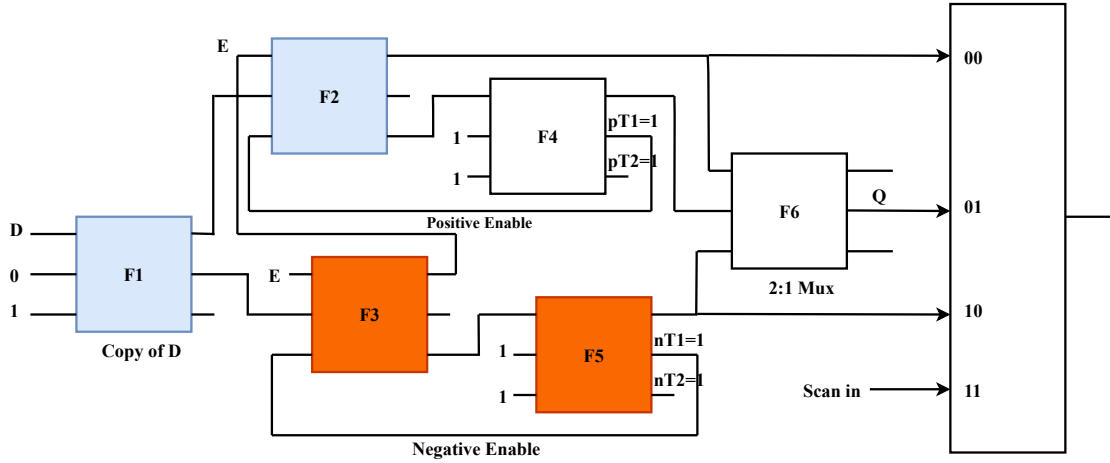 E
F2
F4
1
1
pT1=1
pT2=1
Positive Enable
D
0
1
F1
Copy of D
E
F3
F5
1
1
nT1=1
nT2=1
Negative Enable
F6
2:1 Mux
Q
00
01
10
11
Scan in